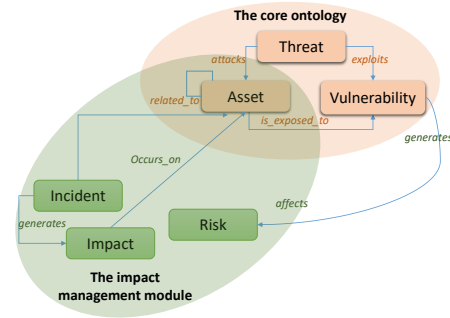 The core ontology
Threat
attacks
exploits
Asset
related_to
Vulnerability
is_exposed_to
generates
Occurs_on
Incident
affects
generates
Risk
Impact
The impact
management module